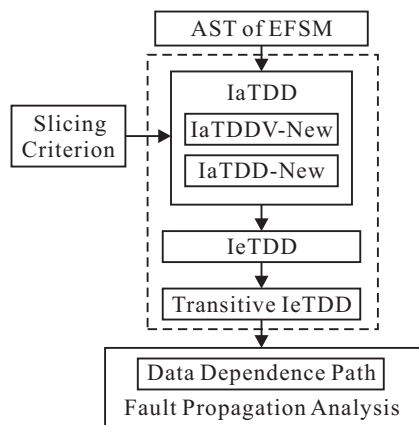 AST of EFSM
IaTDD
IaTDDV-New
IaTDD-New
Slicing
Criterion
IeTDD
Transitive IeTDD
Data Dependence Path
Fault Propagation Analysis